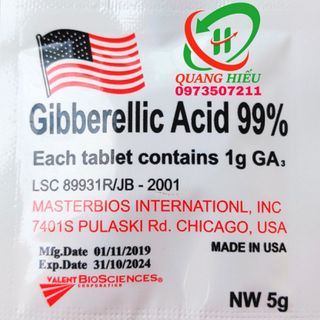 QUANG HIẾU
0973507211
Gibberellic Acid 99%
Each tablet contains 1g GA₃
LSC 89931R/JB - 2001
MASTERBIOS INTERNATIONL, INC
7401S PULASKI Rd. CHICAGO, USA
Mfg.Date 01/11/2019
MADE IN USA
Exp.Date 31/10/2024
VALENT BIOSCIENCES®
CORPORATION
NW 5g